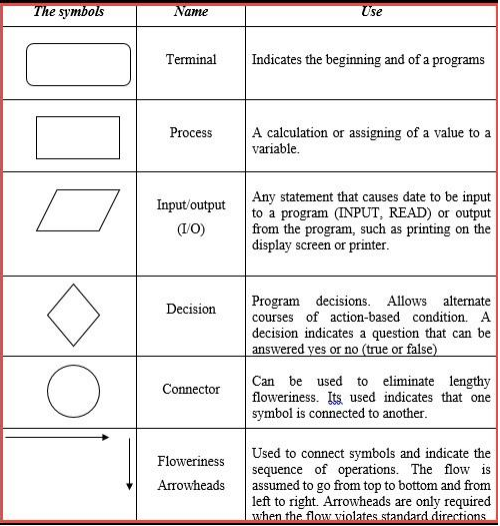 The symbols Name Use
Terminal Indicates the beginning and of a programs
Process A calculation or assigning of a value to a
variable.
Input/output
(I/O)
Any statement that causes date to be input
to a program (INPUT, READ) or output
from the program, such as printing on the
display screen or printer.
Decision
Program decisions. Allows alternate
courses of action-based condition. A
decision indicates a question that can be
answered yes or no (true or false)
Connector
Can be used to eliminate lengthy
floweriness. Its used indicates that one
symbol is connected to another.
Floweriness
Arrowheads
Used to connect symbols and indicate the
sequence of operations. The flow is
assumed to go from top to bottom and from
left to right. Arrowheads are only required
when the flow violates standard directions